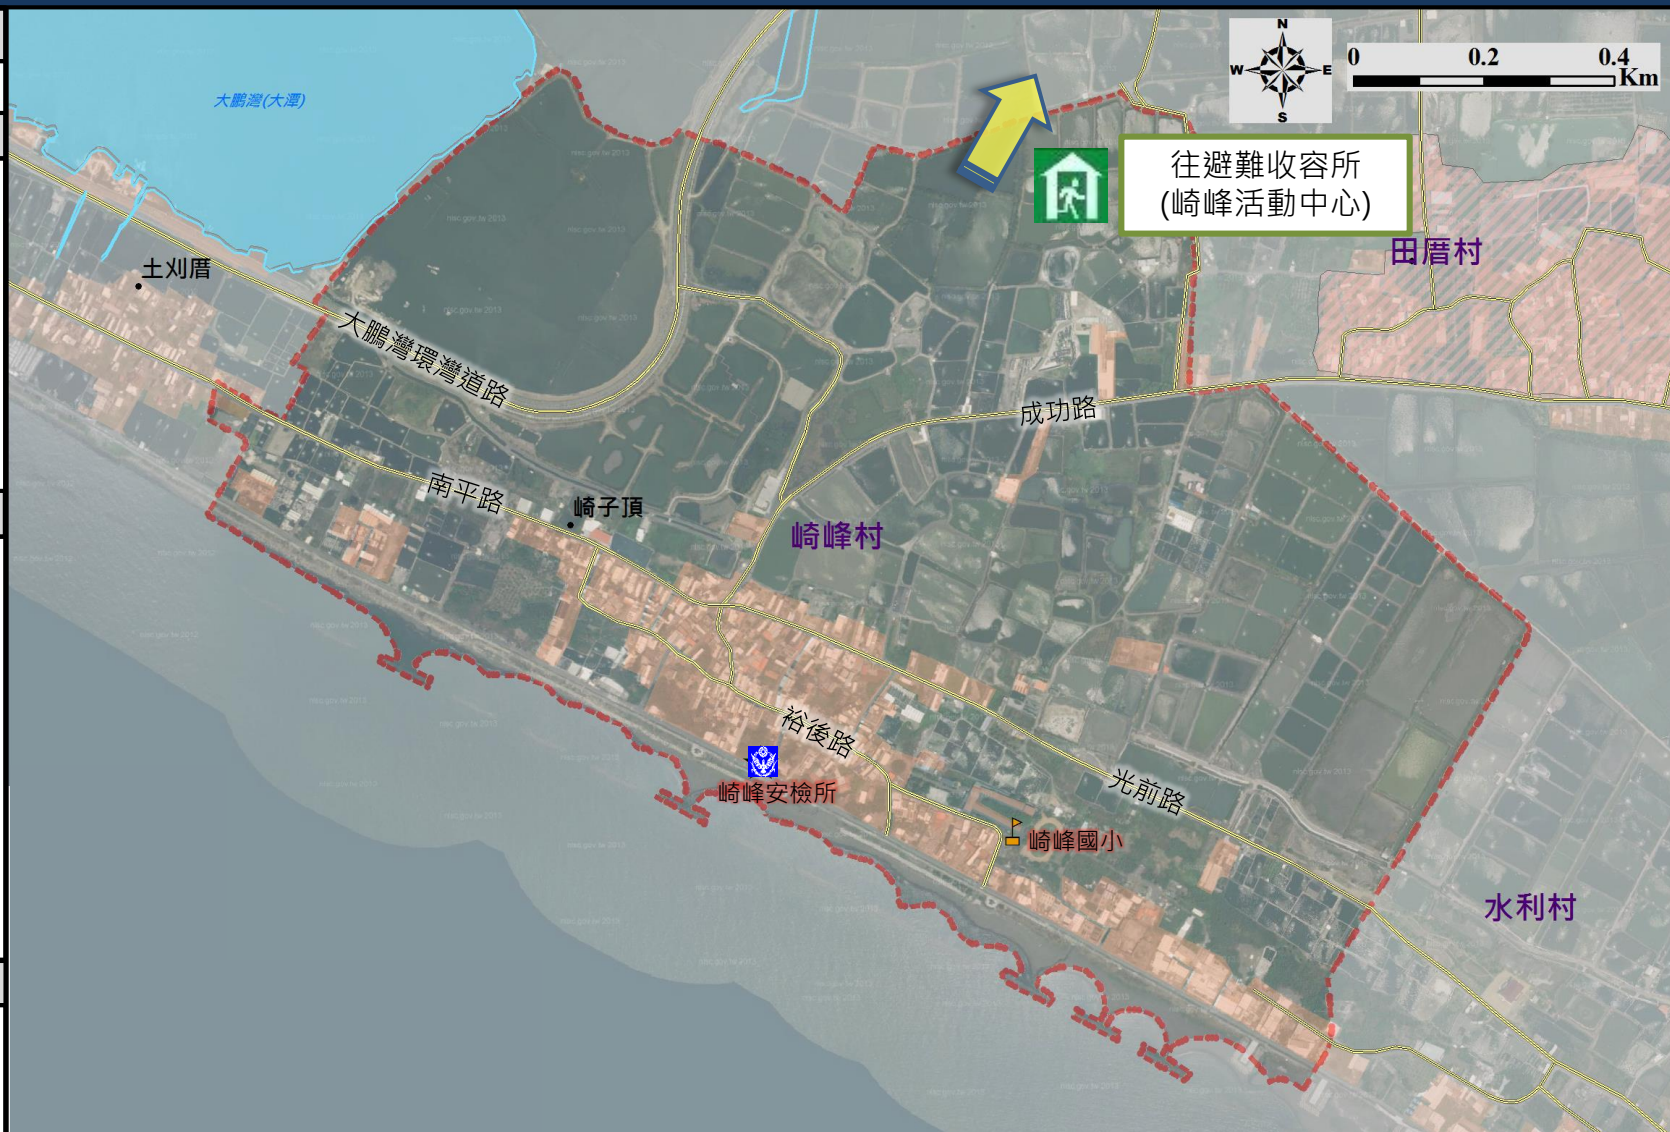 N
W
E
S
0
0.2
0.4
Km
大鵬灣(大潭)
往避難收容所
(崎峰活動中心)
田厝村
土刈厝
大鵬灣環灣道路
成功路
南平路
崎子頂
崎峰村
裕後路
崎峰安檢所
光前路
崎峰國小
水利村